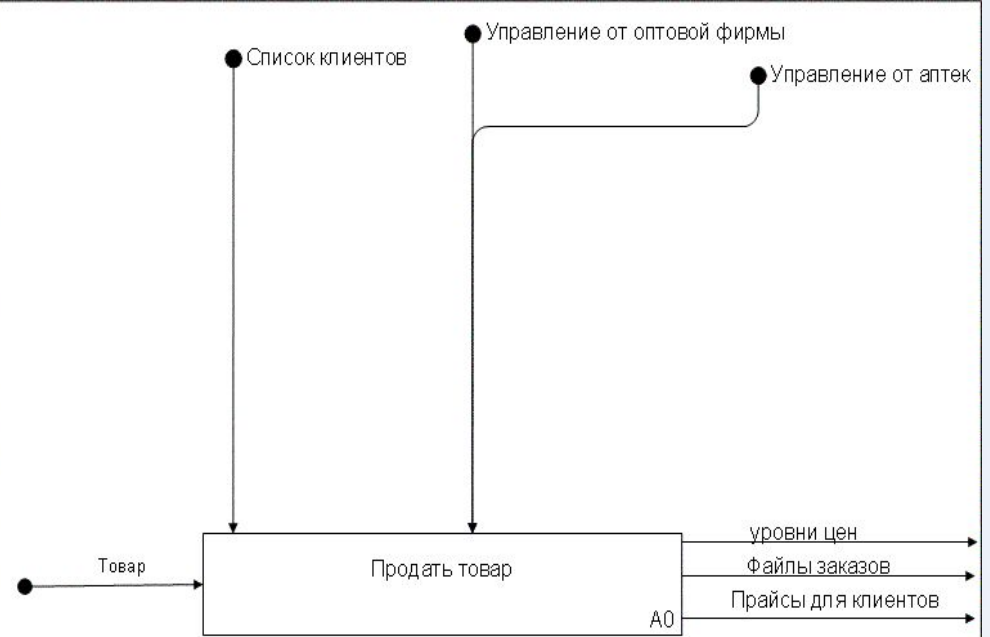 Управление от оптовой фирмы
Список клиентов
Управление от аптек
уровни цен
Товар
Продать товар
Файлы заказов
Прайсы для клиентов
A0